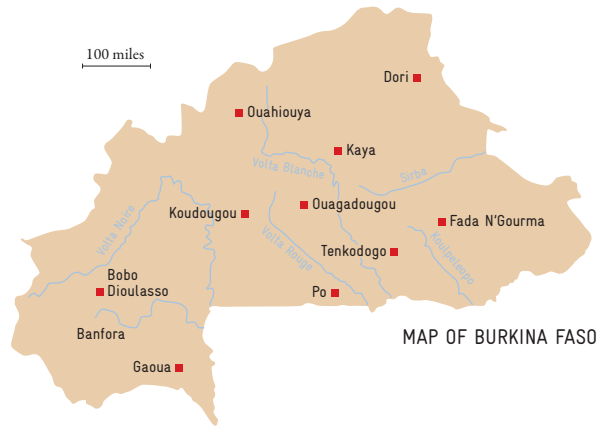 100 miles
Dori
Ouahiouya
Kaya
Volta Blanche
Sirba
Ouagadougou
Koudougou
Fada N'Gourma
Volta Noire
Volta Rouge
Koulpelenpo
Tenkodogo
Bobo
Dioulasso
Po
Banfora
MAP OF BURKINA FASO
Gaoua